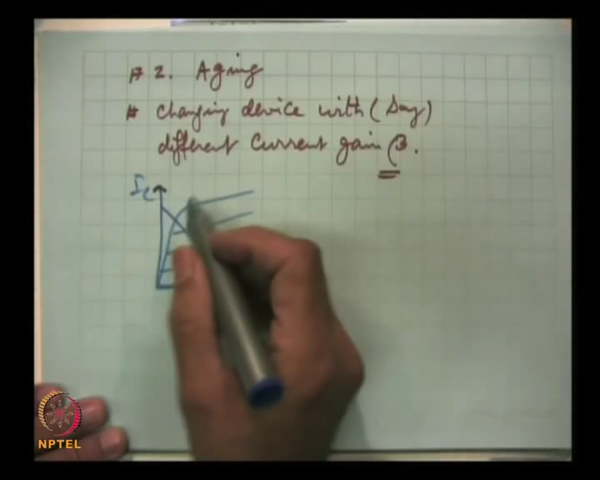 # 2. Aging
# Changing device with (Say)
different Current gain β.
Ic
NPTEL